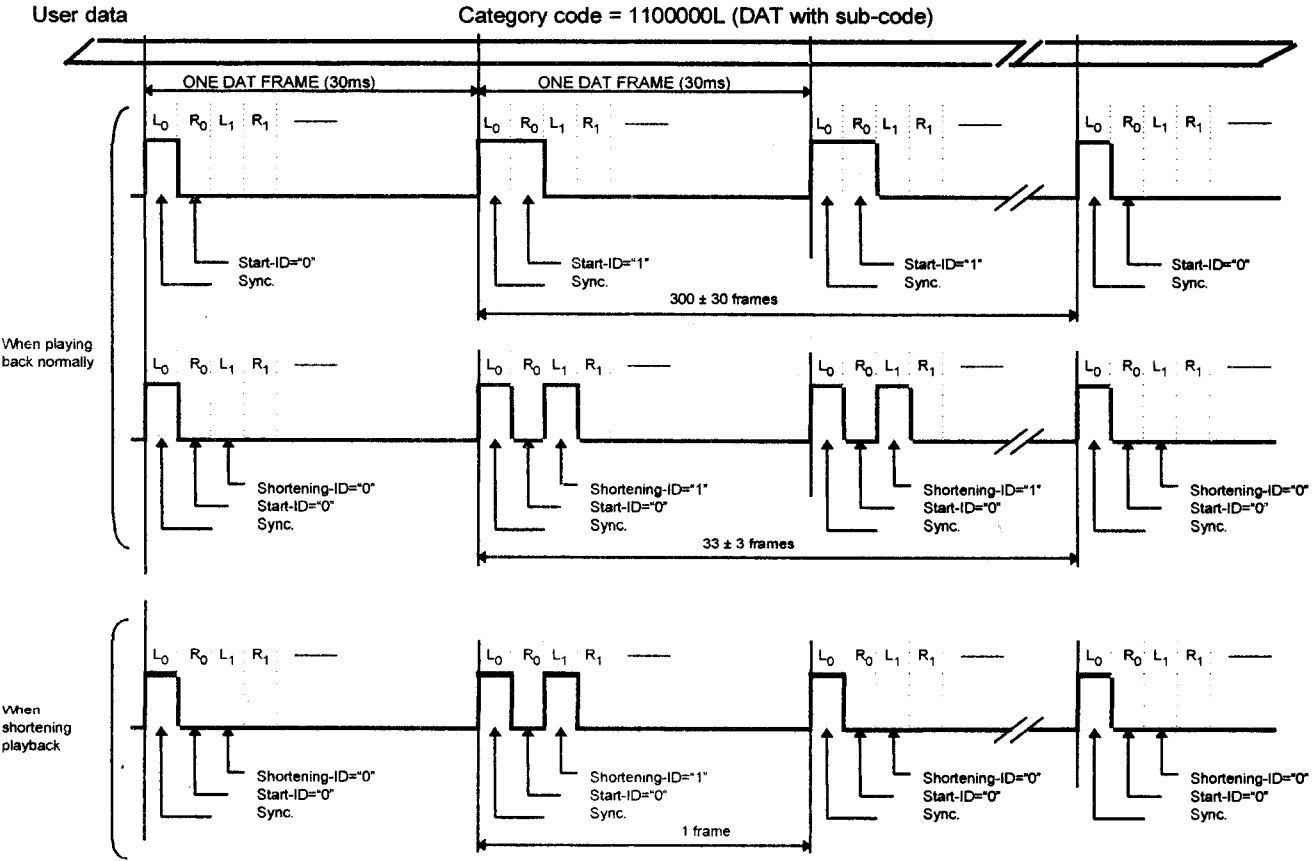 User data Category code = 1100000L (DAT with sub-code)
ONE DAT FRAME (30ms) ONE DAT FRAME (30ms)
L0 R0 L1 R1 L0 R0 L1 R1 L0 R0 L1 R1 L0 R0 L1 R1
Start-ID="0" Start-ID="1" Start-ID="1" Start-ID="0"
Sync. Sync. Sync. Sync.
300 ± 30 frames
When playing
back normally
L0 R0 L1 R1 L0 R0 L1 R1 L0 R0 L1 R1 L0 R0 L1 R1
Shortening-ID="0" Shortening-ID="1" Shortening-ID="1" Shortening-ID="0"
Start-ID="0" Start-ID="0" Start-ID="0" Start-ID="0"
Sync. Sync. Sync. Sync.
33 ± 3 frames
L0 R0 L1 R1 L0 R0 L1 R1 L0 R0 L1 R1 L0 R0 L1 R1
When
shortening
playback
Shortening-ID="0" Shortening-ID="1" Shortening-ID="0" Shortening-ID="0"
Start-ID="0" Start-ID="0" Start-ID="0" Start-ID="0"
Sync. Sync. Sync. Sync.
1 frame